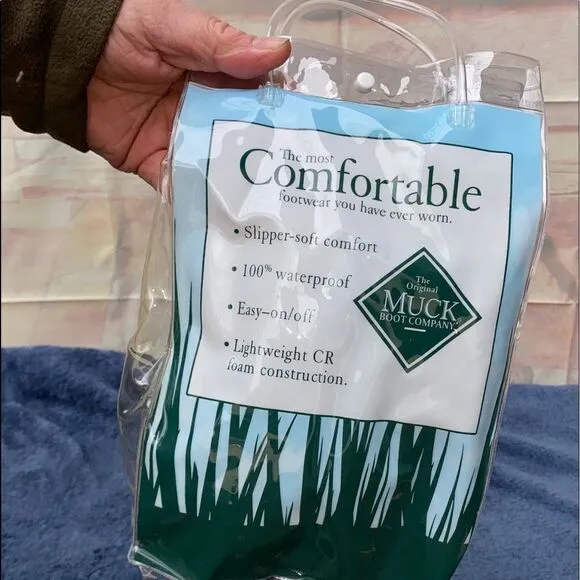 The most
Comfortable
footwear you have ever worn.
• Slipper-soft comfort
• 100% waterproof
• Easy–on/off
• Lightweight CR
foam construction.
The
Original
MUCK
BOOT COMPANY